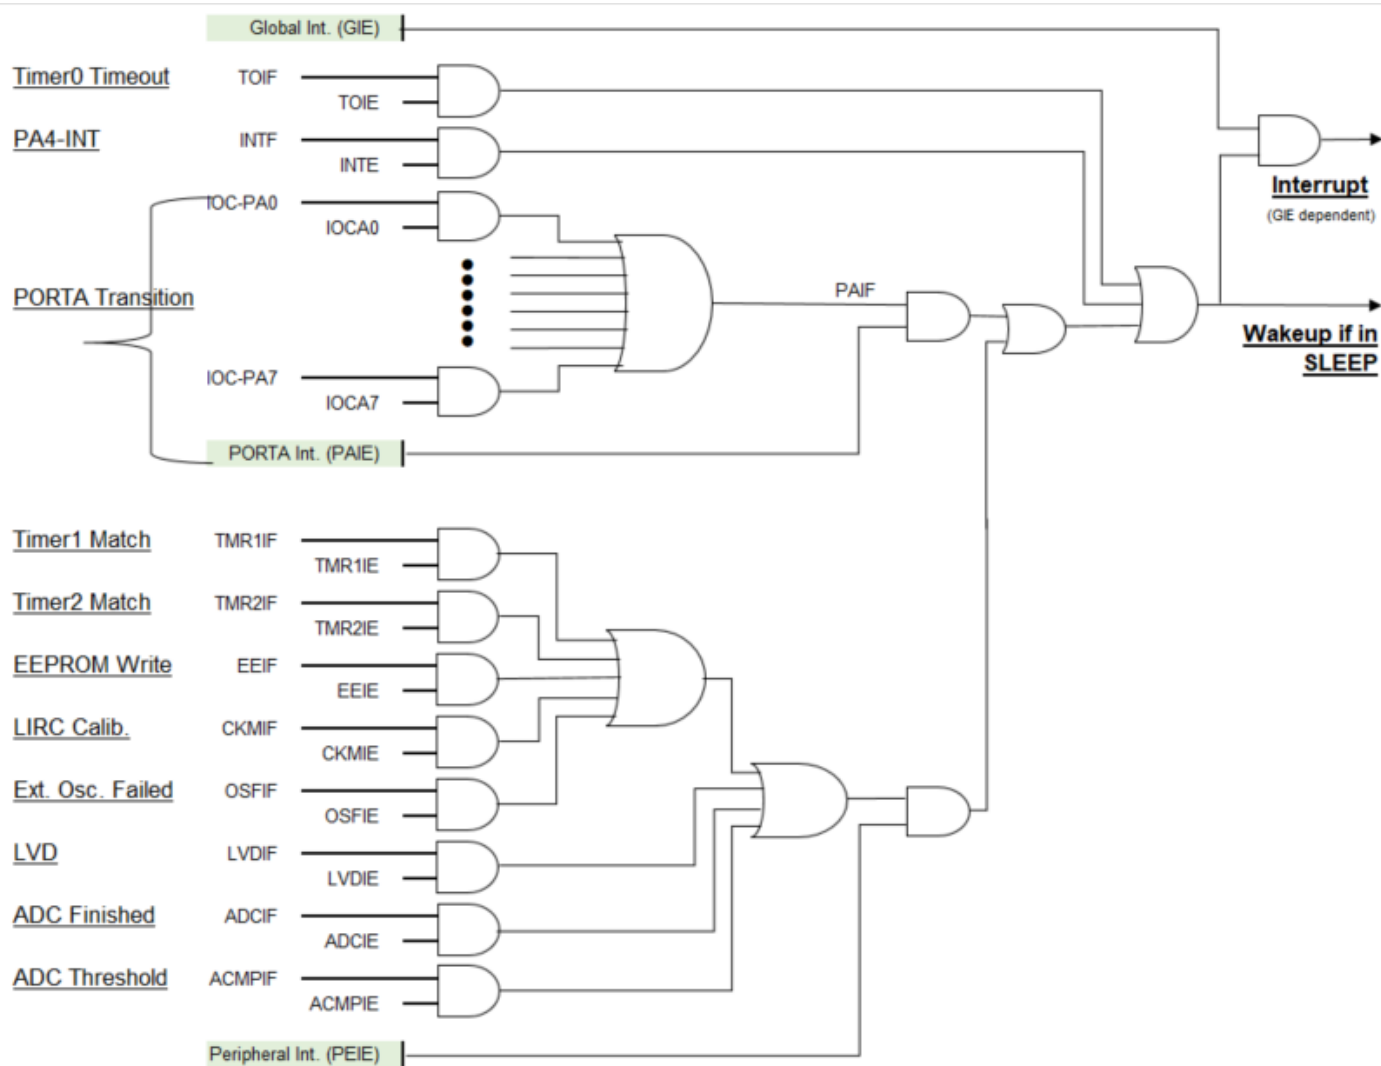 Global Int. (GIE)
Timer0 Timeout TOIF
TOIE
PA4-INT INTF
INTE
IOC-PA0
IOCA0
Interrupt
(GIE dependent)
PORTA Transition
PAIF
Wakeup if in
SLEEP
IOC-PA7
IOCA7
PORTA Int. (PAIE)
Timer1 Match TMR1IF
TMR1IE
Timer2 Match TMR2IF
TMR2IE
EEPROM Write EEIF
EEIE
LIRC Calib. CKMIF
CKMIE
Ext. Osc. Failed OSFIF
OSFIE
LVD LVDIF
LVDIE
ADC Finished ADCIF
ADCIE
ADC Threshold ACMPIF
ACMPIE
Peripheral Int. (PEIE)